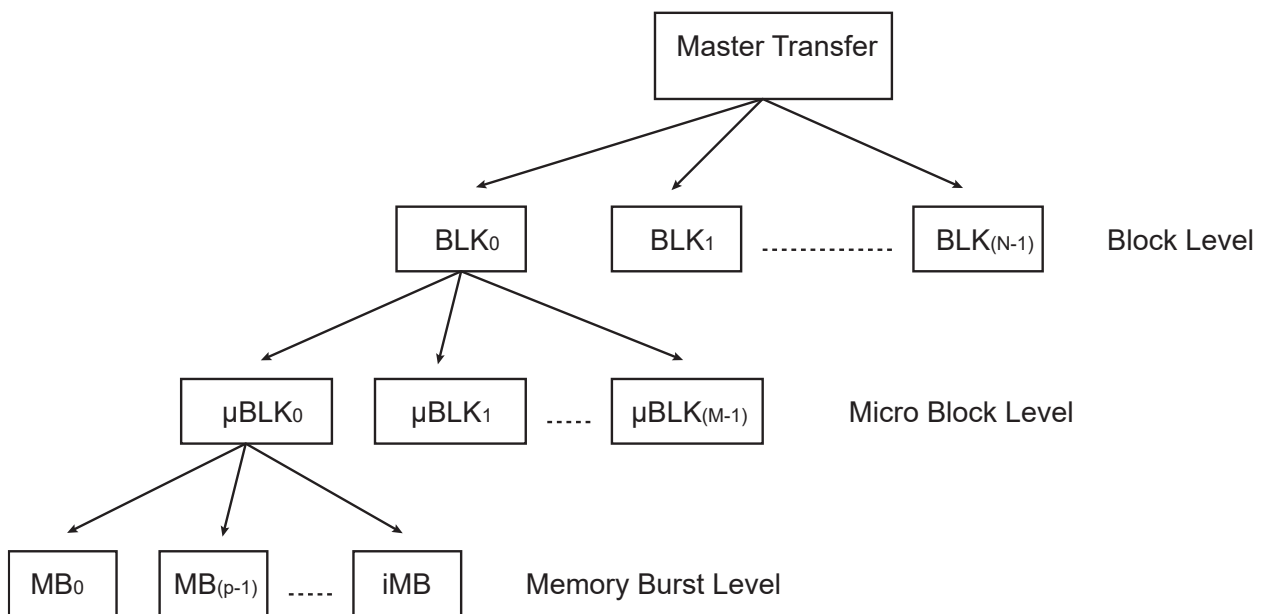 Master Transfer
BLK0 BLK1 BLK(N-1) Block Level
µBLK0 µBLK1 µBLK(M-1) Micro Block Level
MB0 MB(p-1) iMB Memory Burst Level